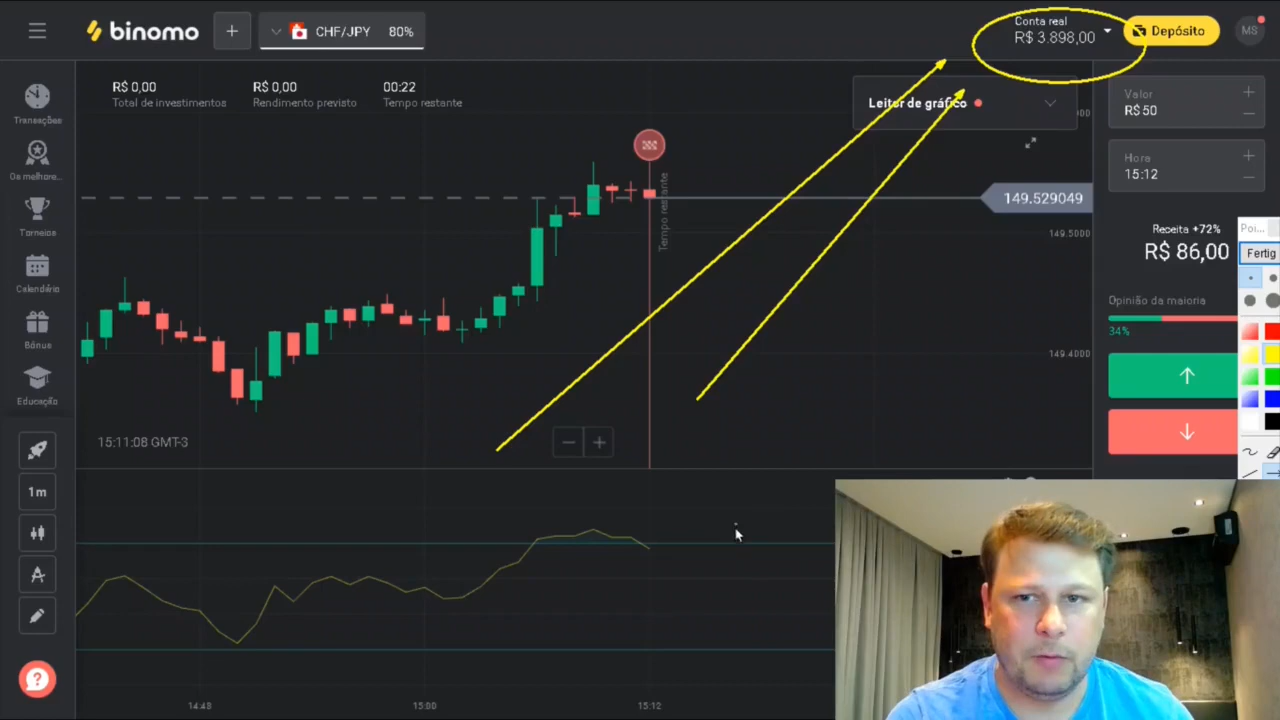 binomo
+
CHF/JPY 80%
Conta real
R$ 3.898,00
Depósito
MS
Transações
Os melhore...
Torneios
Calendário
Bônus
Educação
R$ 0,00
Total de investimentos
R$ 0,00
Rendimento previsto
00:22
Tempo restante
Leitor de gráfico
Tempo restante
149.529049
149.5000
149.4000
15:11:08 GMT-3
− +
1m
14:48
15:00
15:12
Valor
R$ 50
Hora
15:12
Receita +72%
R$ 86,00
Opinião da maioria
34%
Poi...
Fertig
?